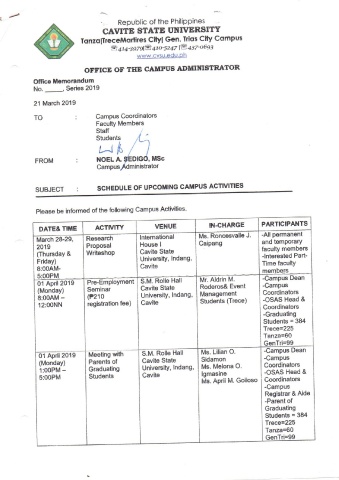 Republic of the Philippines
CAVITE STATE UNIVERSITY
Tanza|TreceMartires City| Gen. Trias City Campus
414-3979 410-5247 437-0693
www.cvsu.edu.ph
OFFICE OF THE CAMPUS ADMINISTRATOR
Office Memorandum
No. _____, Series 2019
21 March 2019
TO : Campus Coordinators
Faculty Members
Staff
Students
FROM : NOEL A. SEDIGO, MSc
Campus Administrator
SUBJECT : SCHEDULE OF UPCOMING CAMPUS ACTIVITIES
Please be informed of the following Campus Activities.
DATE& TIME ACTIVITY VENUE IN-CHARGE PARTICIPANTS
March 28-29,
2019
(Thursday &
Friday)
8:00AM-
5:00PM
Research
Proposal
Writeshop
International
House I
Cavite State
University, Indang,
Cavite
Ms. Roncesvalle J.
Caipang
-All permanent
and temporary
faculty members
-Interested Part-
Time faculty
members
01 April 2019
(Monday)
8:00AM –
12:00NN
Pre-Employment
Seminar
(₱210
registration fee)
S.M. Rolle Hall
Cavite State
University, Indang,
Cavite
Mr. Aldrin M.
Roderos& Event
Management
Students (Trece)
-Campus Dean
-Campus
Coordinators
-OSAS Head &
Coordinators
-Graduating
Students = 384
Trece=225
Tanza=60
GenTri=99
01 April 2019
(Monday)
1:00PM –
5:00PM
Meeting with
Parents of
Graduating
Students
S.M. Rolle Hall
Cavite State
University, Indang,
Cavite
Ms. Lilian O.
Sidamon
Ms. Melona O.
Igmasine
Ms. April M. Goloso
-Campus Dean
-Campus
Coordinators
-OSAS Head &
Coordinators
-Campus
Registrar & Aide
-Parent of
Graduating
Students = 384
Trece=225
Tanza=60
GenTri=99